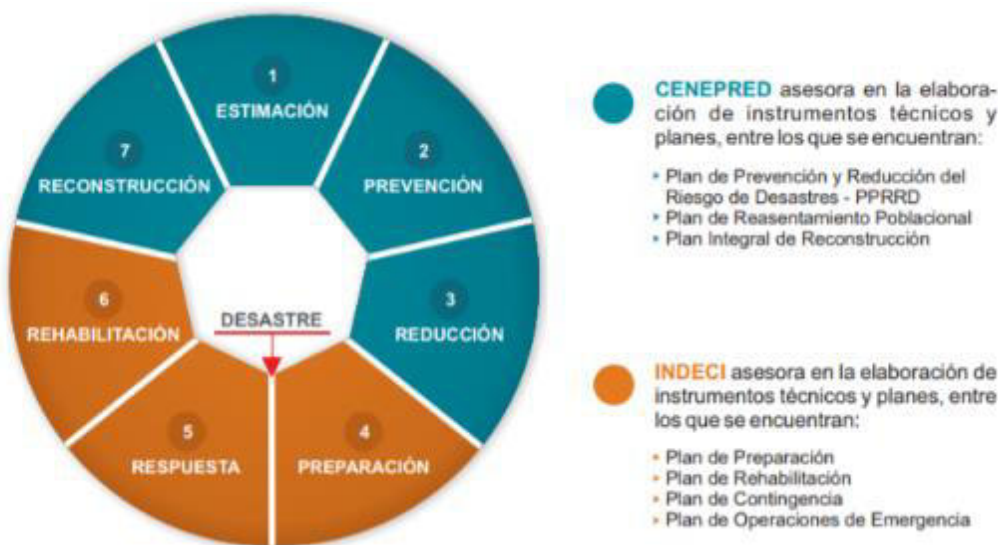 1
ESTIMACIÓN
2
PREVENCIÓN
3
REDUCCIÓN
4
PREPARACIÓN
5
RESPUESTA
6
REHABILITACIÓN
7
RECONSTRUCCIÓN
DESASTRE
CENEPRED asesora en la elabora-
ción de instrumentos técnicos y
planes, entre los que se encuentran:
• Plan de Prevención y Reducción del
Riesgo de Desastres - PPRRD
• Plan de Reasentamiento Poblacional
• Plan Integral de Reconstrucción
INDECI asesora en la elaboración de
instrumentos técnicos y planes, entre
los que se encuentran:
• Plan de Preparación
• Plan de Rehabilitación
• Plan de Contingencia
• Plan de Operaciones de Emergencia